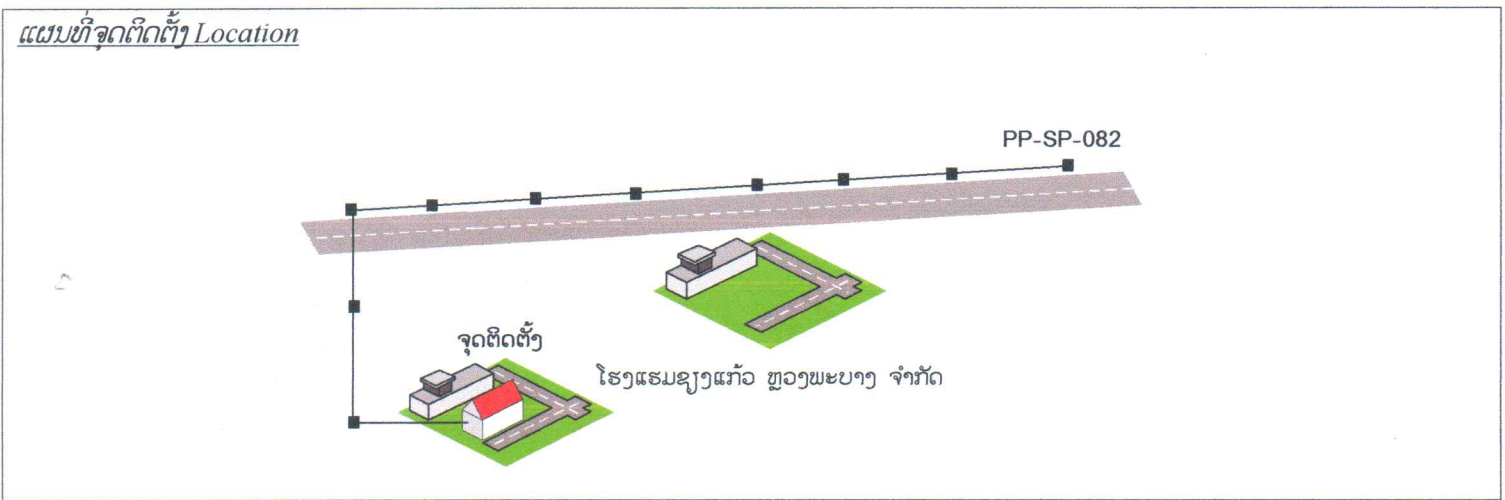 ແຜນທີ່ຈຸດຕິດຕັ້ງ Location
PP-SP-082
ຈຸດຕິດຕັ້ງ
ໂຮງແຮມຊຽງແກ້ວ ຫຼວງພະບາງ ຈຳກັດ